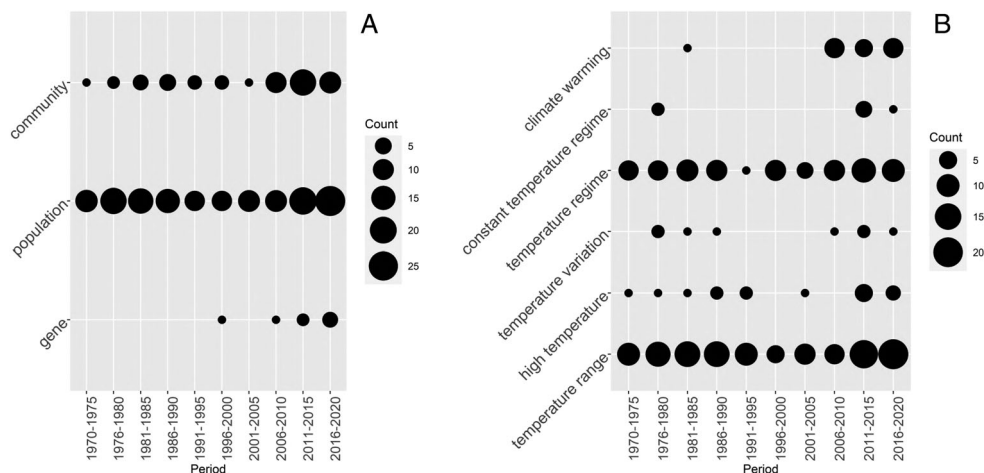 A
community
population
gene
1970-1975
1976-1980
1981-1985
1986-1990
1991-1995
1996-2000
2001-2005
2006-2010
2011-2015
2016-2020
Period
Count
5
10
15
20
25
B
climate warming
constant temperature regime
temperature regime
temperature variation
high temperature
temperature range
1970-1975
1976-1980
1981-1985
1986-1990
1991-1995
1996-2000
2001-2005
2006-2010
2011-2015
2016-2020
Period
Count
5
10
15
20